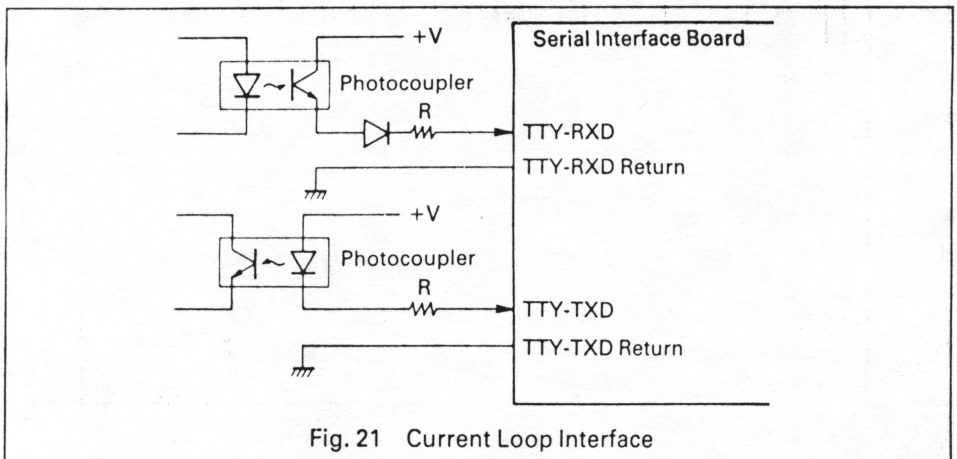 +V
Serial Interface Board
Photocoupler
R
TTY-RXD
TTY-RXD Return
+V
Photocoupler
R
TTY-TXD
TTY-TXD Return
Fig. 21 Current Loop Interface